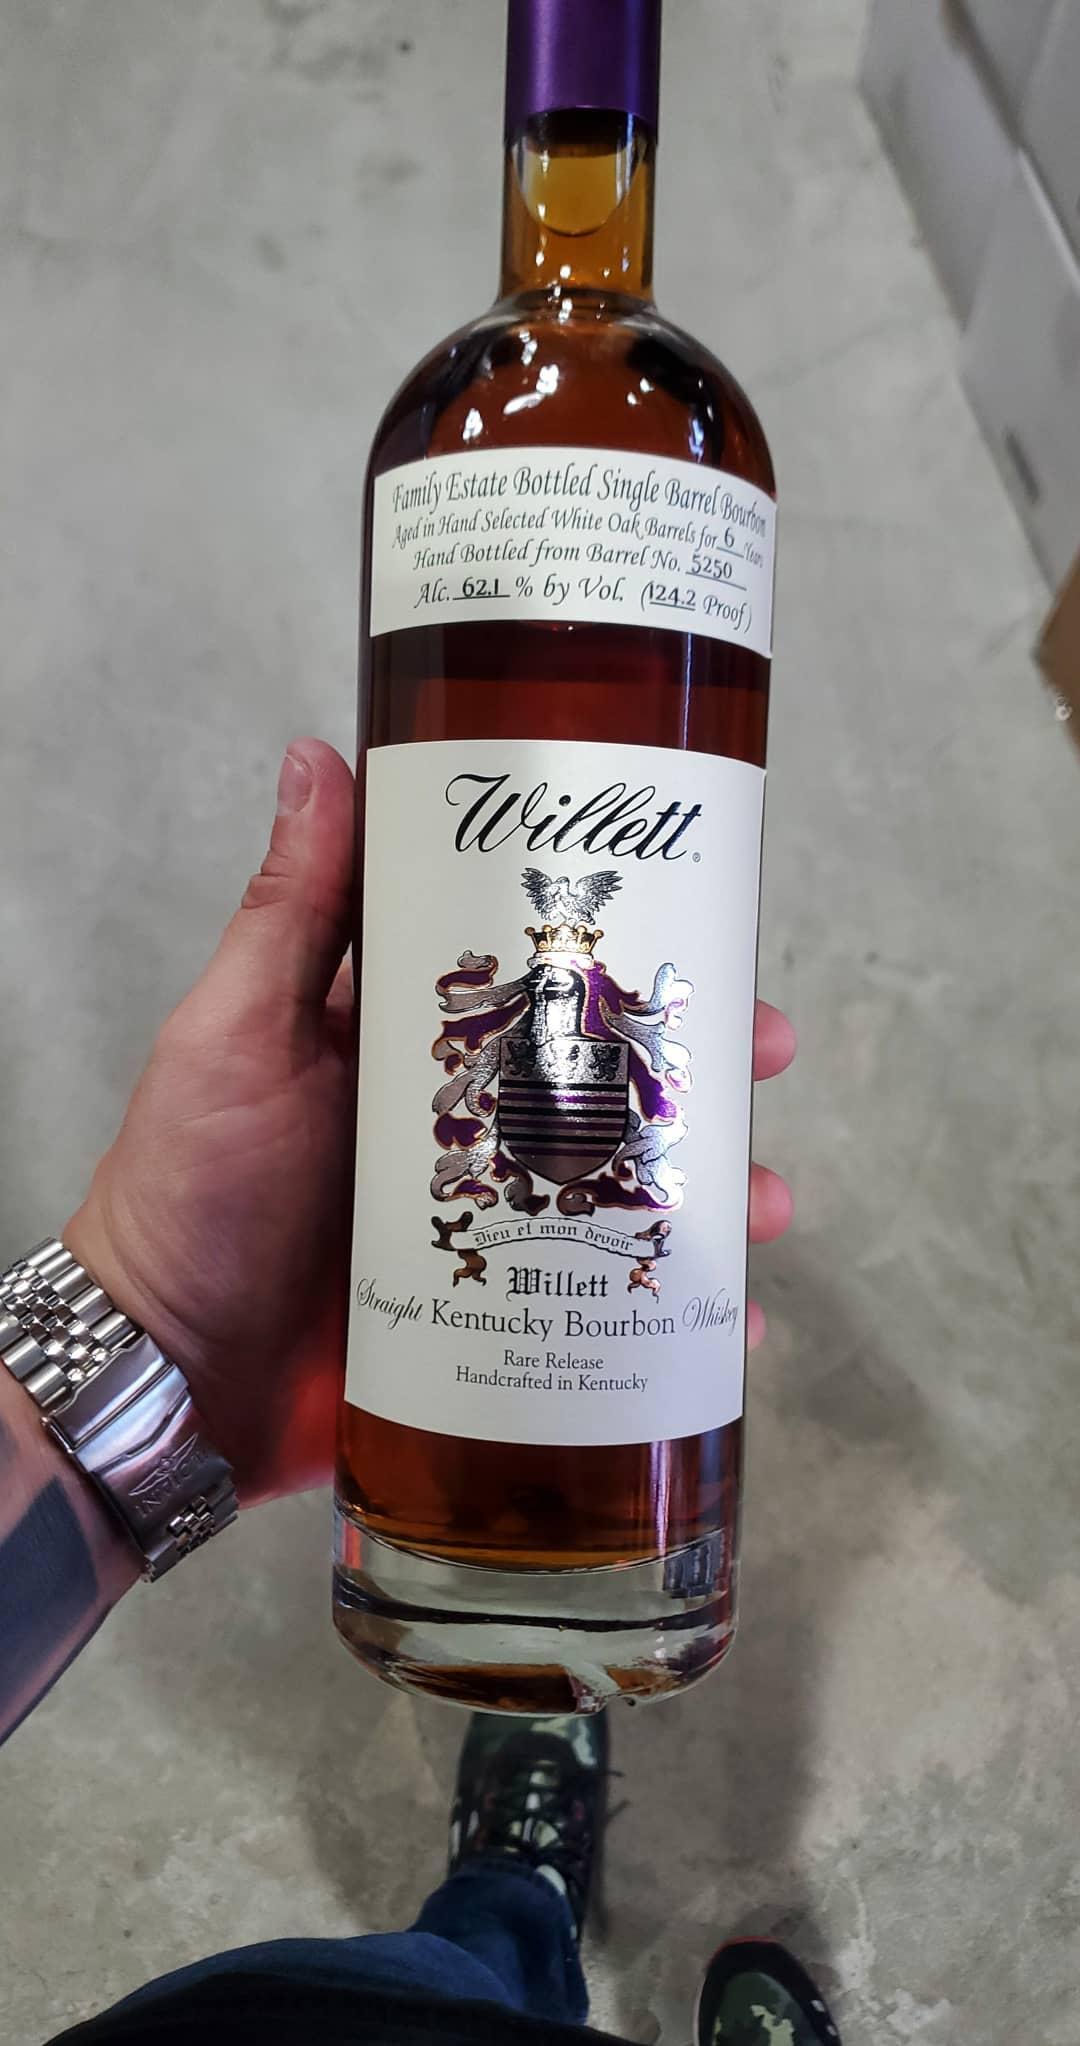 Family Estate Bottled Single Barrel Bourbon
Aged in Hand Selected White Oak Barrels for 6 Years
Hand Bottled from Barrel No. 5250
Alc. 62.1 % by Vol. (124.2 Proof)
Willett®
Dieu et mon devoir
Willett
Straight Kentucky Bourbon Whiskey
Rare Release
Handcrafted in Kentucky
INVICTA